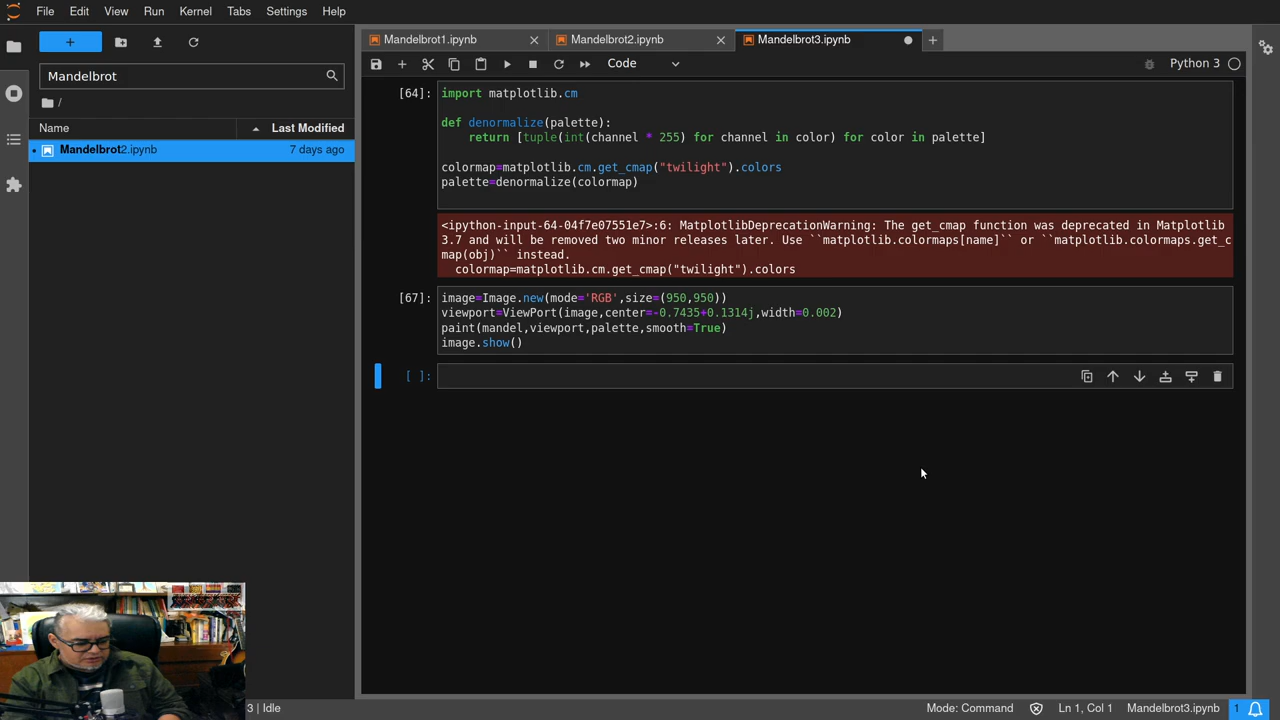 File Edit View Run Kernel Tabs Settings Help
+
Mandelbrot
/
Name Last Modified
Mandelbrot2.ipynb 7 days ago
Mandelbrot1.ipynb Mandelbrot2.ipynb Mandelbrot3.ipynb
Code Python 3
[64]: import matplotlib.cm
def denormalize(palette):
return [tuple(int(channel * 255) for channel in color) for color in palette]
colormap=matplotlib.cm.get_cmap("twilight").colors
palette=denormalize(colormap)
<ipython-input-64-04f7e07551e7>:6: MatplotlibDeprecationWarning: The get_cmap function was deprecated in Matplotlib
3.7 and will be removed two minor releases later. Use ``matplotlib.colormaps[name]`` or ``matplotlib.colormaps.get_c
map(obj)`` instead.
colormap=matplotlib.cm.get_cmap("twilight").colors
[67]: image=Image.new(mode='RGB',size=(950,950))
viewport=ViewPort(image,center=-0.7435+0.1314j,width=0.002)
paint(mandel,viewport,palette,smooth=True)
image.show()
[ ]:
3 | Idle Mode: Command Ln 1, Col 1 Mandelbrot3.ipynb 1